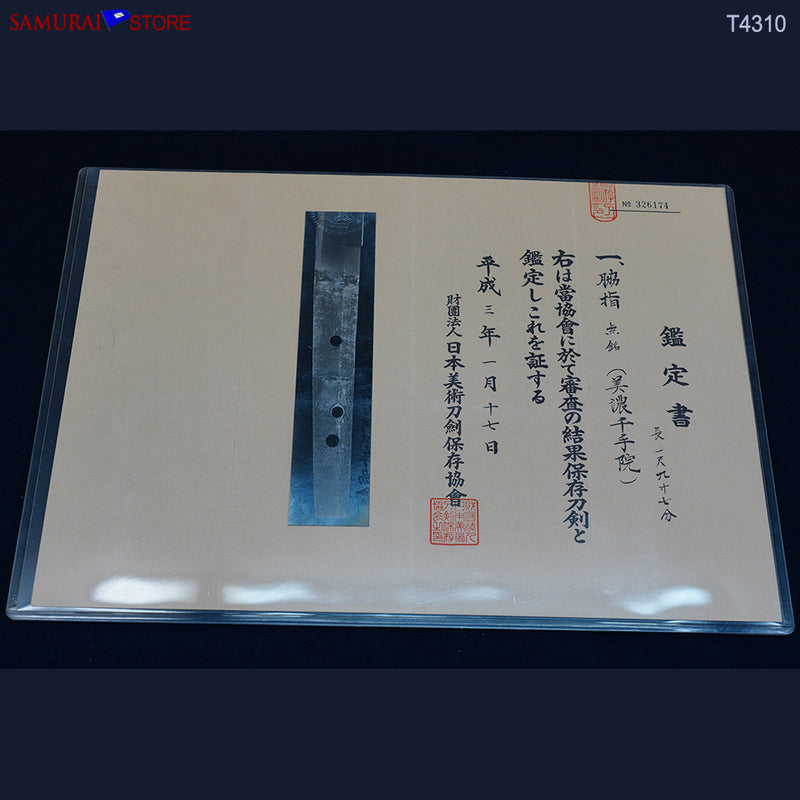 SAMURAI STORE
T4310
№ 326174
鑑定書
一、脇指 無銘(美濃千手院)
長一尺九寸七分
右は當協會に於て審査の結果保存刀剣と
鑑定しこれを証する
平成三年一月十七日
財團法人日本美術刀劍保存協會